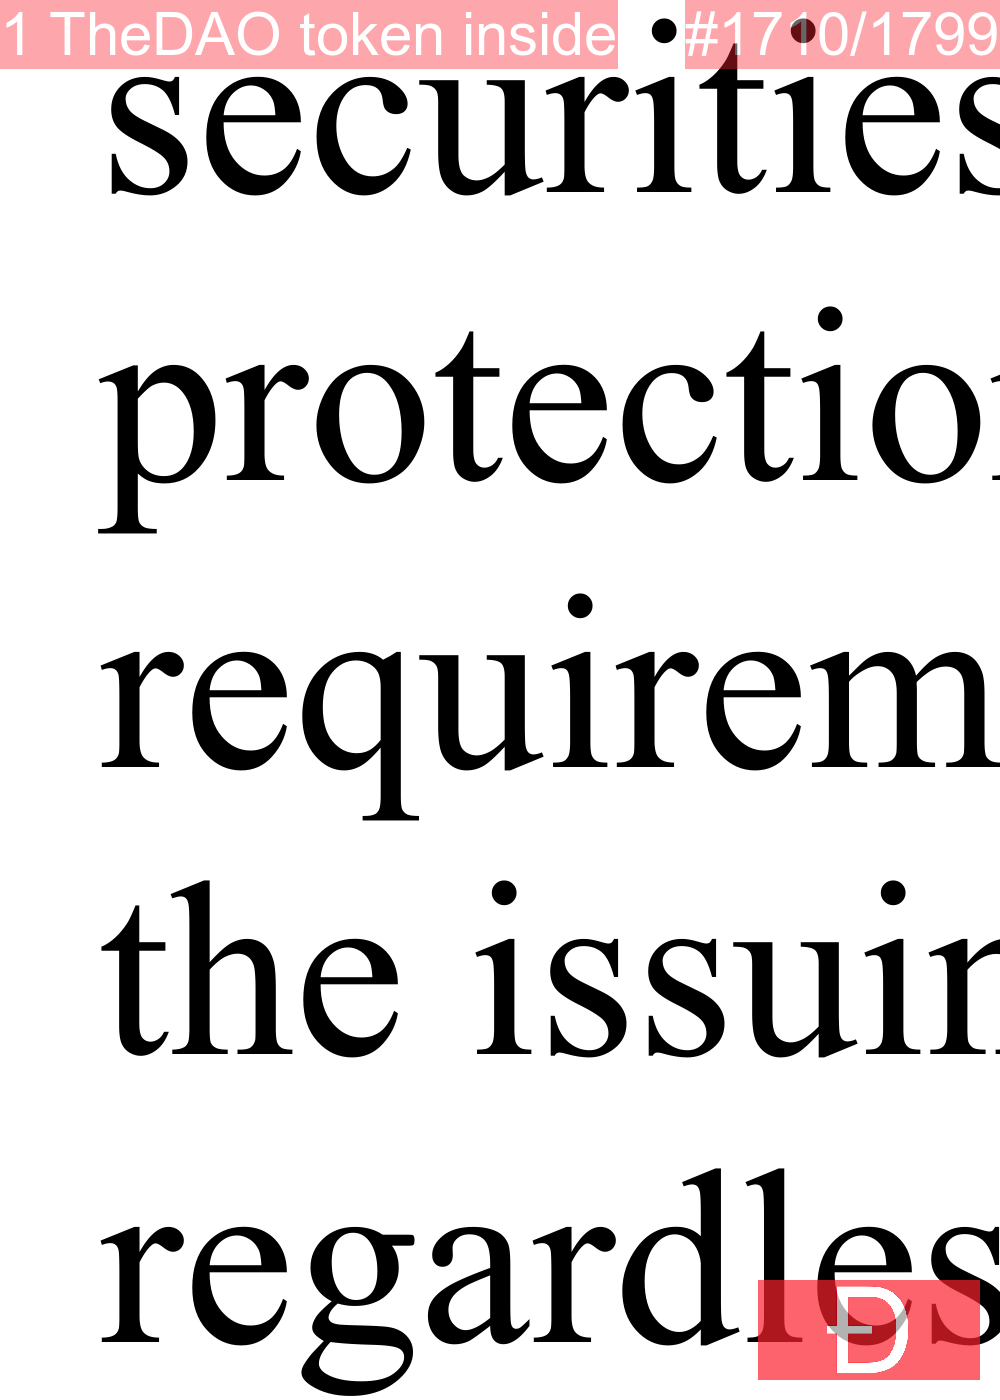 1 TheDAO token inside #1710/1799
securities
protectio
requirem
the issuin
regardles
Đ